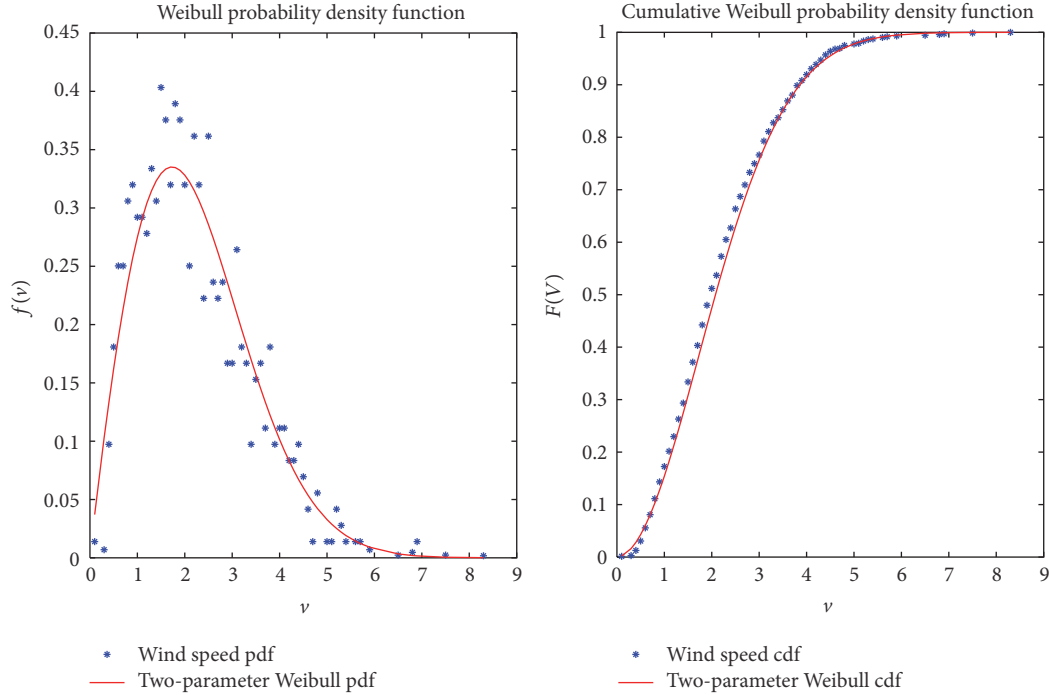 Weibull probability density function
0.45
0.4
0.35
0.3
0.25
0.2
0.15
0.1
0.05
0
f(v)
0 1 2 3 4 5 6 7 8 9
v
Wind speed pdf
Two-parameter Weibull pdf
Cumulative Weibull probability density function
1
0.9
0.8
0.7
0.6
0.5
0.4
0.3
0.2
0.1
0
F(V)
0 1 2 3 4 5 6 7 8 9
v
Wind speed cdf
Two-parameter Weibull cdf